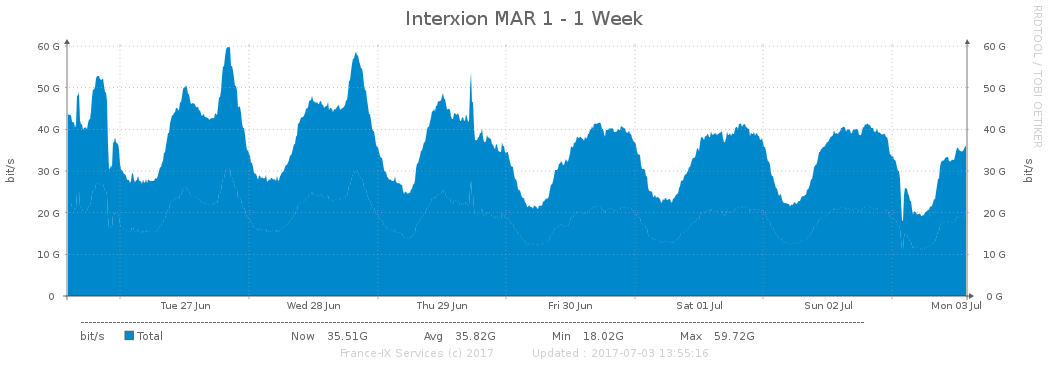 Interxion MAR 1 - 1 Week
RRDTOOL / TOBI OETIKER
bit/s
bit/s
60 G 60 G
50 G 50 G
40 G 40 G
30 G 30 G
20 G 20 G
10 G 10 G
0 0 G
Tue 27 Jun Wed 28 Jun Thu 29 Jun Fri 30 Jun Sat 01 Jul Sun 02 Jul Mon 03 Jul
bit/s Total Now 35.51G Avg 35.82G Min 18.02G Max 59.72G
France-IX Services (c) 2017 Updated : 2017-07-03 13:55:16